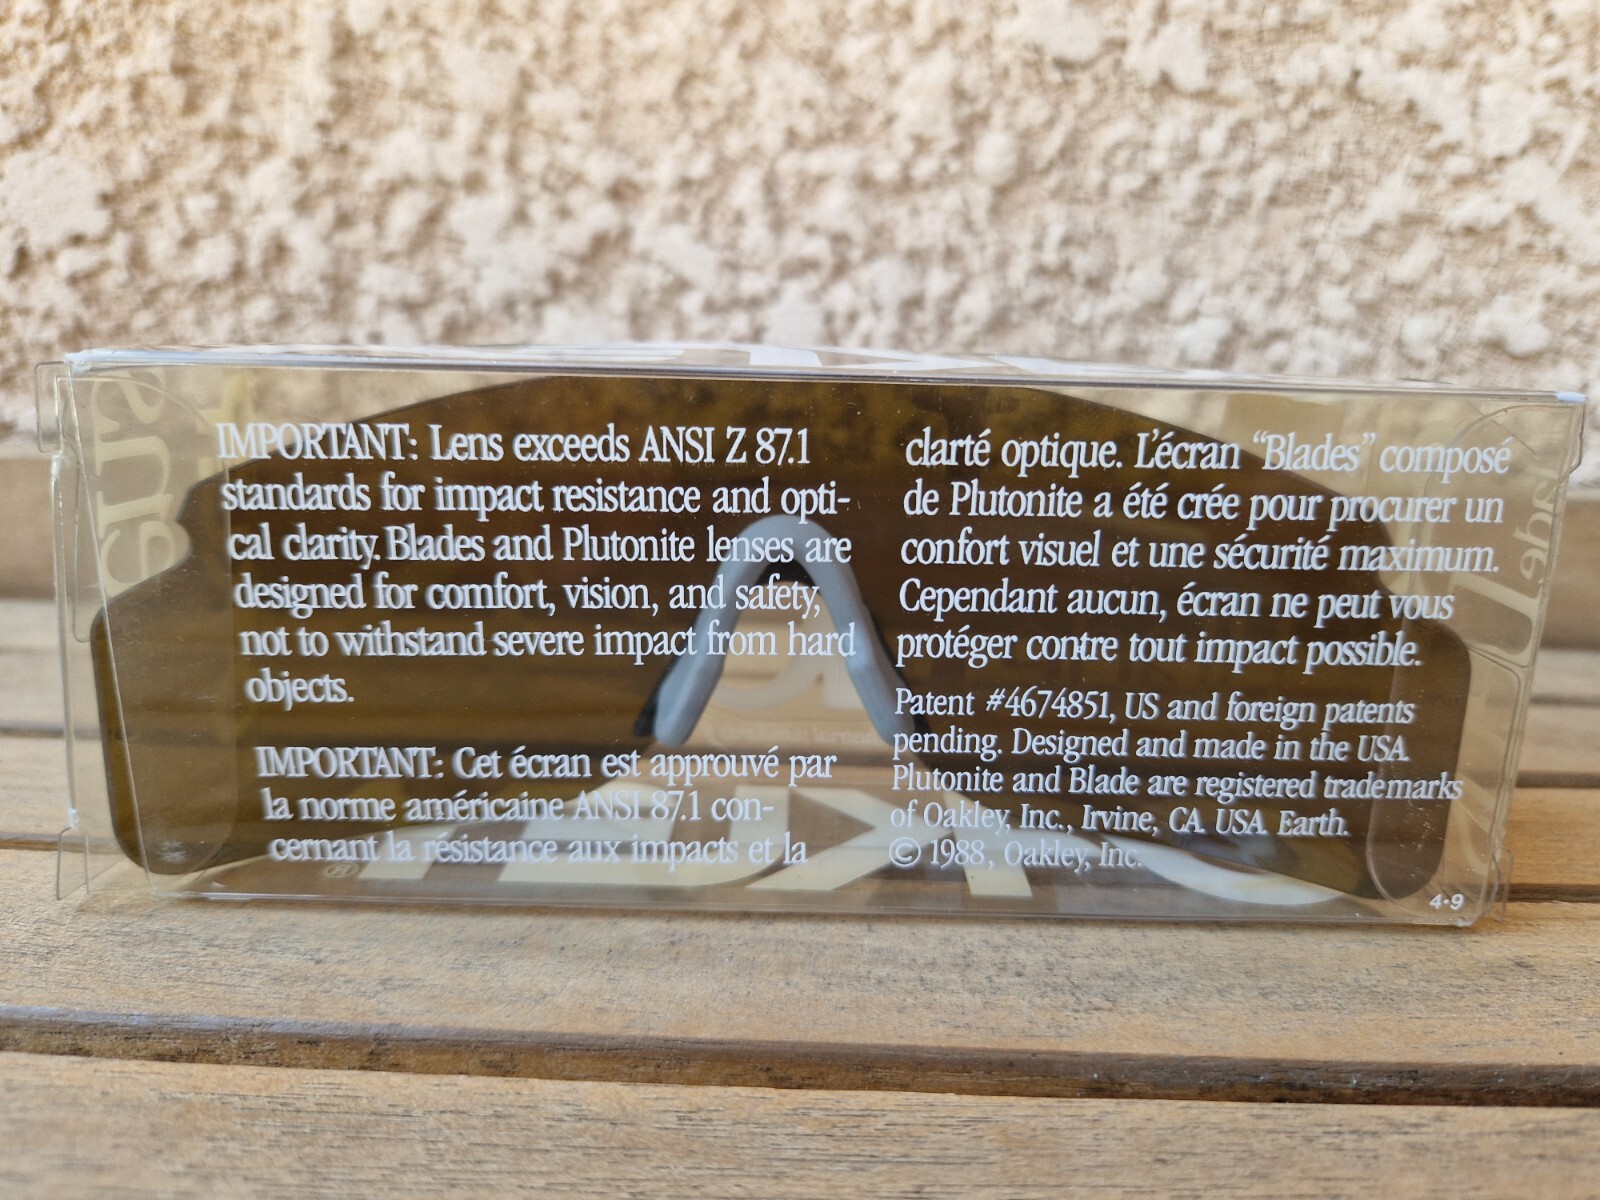 IMPORTANT: Lens exceeds ANSI Z 87.1
standards for impact resistance and opti-
cal clarity. Blades and Plutonite lenses are
designed for comfort, vision, and safety,
not to withstand severe impact from hard
objects.
IMPORTANT: Cet écran est approuvé par
la norme américaine ANSI 87.1 con-
cernant la résistance aux impacts et la
clarté optique. L'écran “Blades” composé
de Plutonite a été crée pour procurer un
confort visuel et une sécurité maximum.
Cependant aucun, écran ne peut vous
protéger contre tout impact possible.
Patent #4674851, US and foreign patents
pending. Designed and made in the USA.
Plutonite and Blade are registered trademarks
of Oakley, Inc., Irvine, CA USA Earth.
© 1988, Oakley, Inc.
4-9